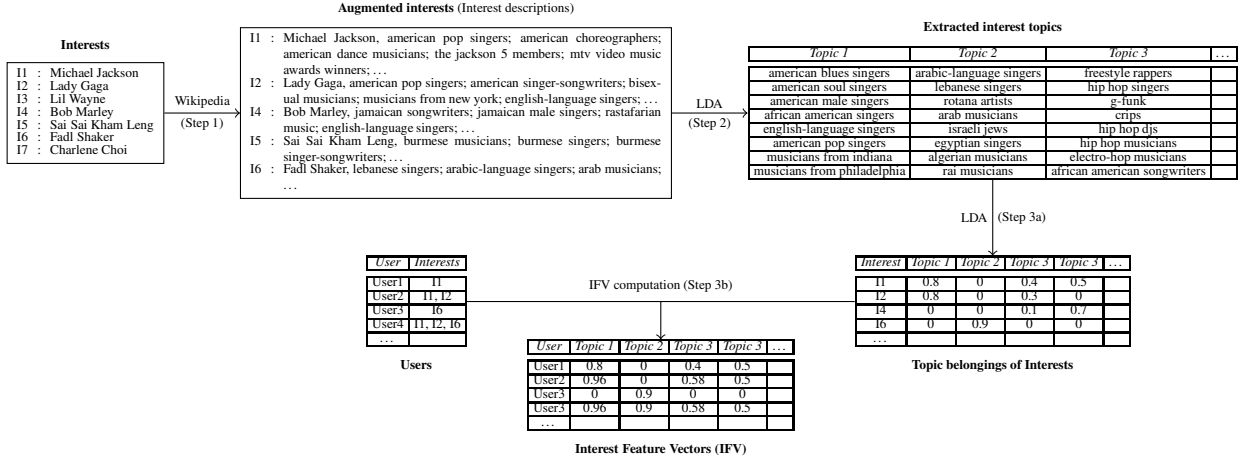 Interests
I1 : Michael Jackson
I2 : Lady Gaga
I3 : Lil Wayne
I4 : Bob Marley
I5 : Sai Sai Kham Leng
I6 : Fadl Shaker
I7 : Charlene Choi
Wikipedia
(Step 1)
Augmented interests (Interest descriptions)
I1 : Michael Jackson, american pop singers; american choreographers;
american dance musicians; the jackson 5 members; mtv video music
awards winners; ...
I2 : Lady Gaga, american pop singers; american singer-songwriters; bisex-
ual musicians; musicians from new york; english-language singers; ...
I4 : Bob Marley, jamaican songwriters; jamaican male singers; rastafarian
music; english-language singers; ...
I5 : Sai Sai Kham Leng, burmese musicians; burmese singers; burmese
singer-songwriters; ...
I6 : Fadl Shaker, lebanese singers; arabic-language singers; arab musicians;
...
LDA
(Step 2)
Extracted interest topics
Topic 1 Topic 2 Topic 3 ...
american blues singers arabic-language singers freestyle rappers
american soul singers lebanese singers hip hop singers
american male singers rotana artists g-funk
african american singers arab musicians crips
english-language singers israeli jews hip hop djs
american pop singers egyptian singers hip hop musicians
musicians from indiana algerian musicians electro-hop musicians
musicians from philadelphia rai musicians african american songwriters
LDA (Step 3a)
Interest Topic 1 Topic 2 Topic 3 Topic 3 ...
I1 0.8 0 0.4 0.5
I2 0.8 0 0.3 0
I4 0 0 0.1 0.7
I6 0 0.9 0 0
...
Topic belongings of Interests
User Interests
User1 I1
User2 I1, I2
User3 I6
User4 I1, I2, I6
...
Users
IFV computation (Step 3b)
User Topic 1 Topic 2 Topic 3 Topic 3 ...
User1 0.8 0 0.4 0.5
User2 0.96 0 0.58 0.5
User3 0 0.9 0 0
User3 0.96 0.9 0.58 0.5
...
Interest Feature Vectors (IFV)